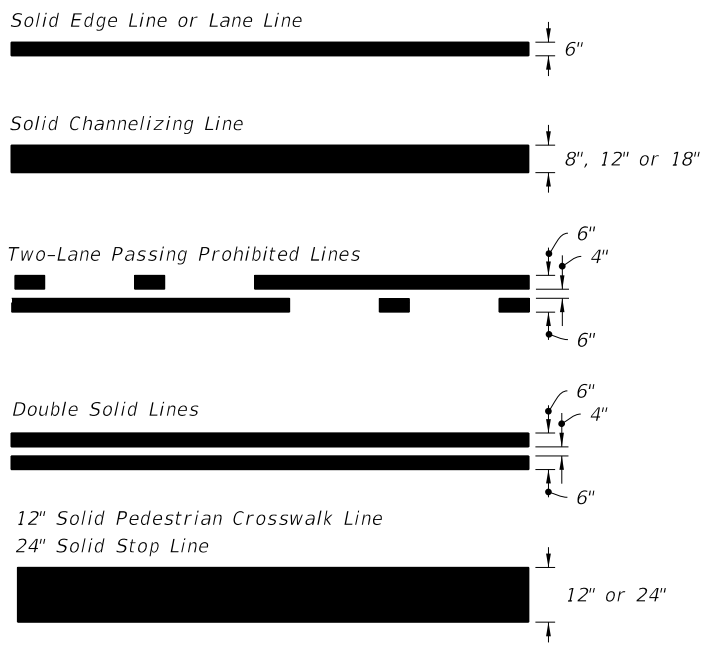 Solid Edge Line or Lane Line
6"
Solid Channelizing Line
8", 12" or 18"
Two-Lane Passing Prohibited Lines
6"
4"
6"
Double Solid Lines
6"
4"
6"
12" Solid Pedestrian Crosswalk Line
24" Solid Stop Line
12" or 24"